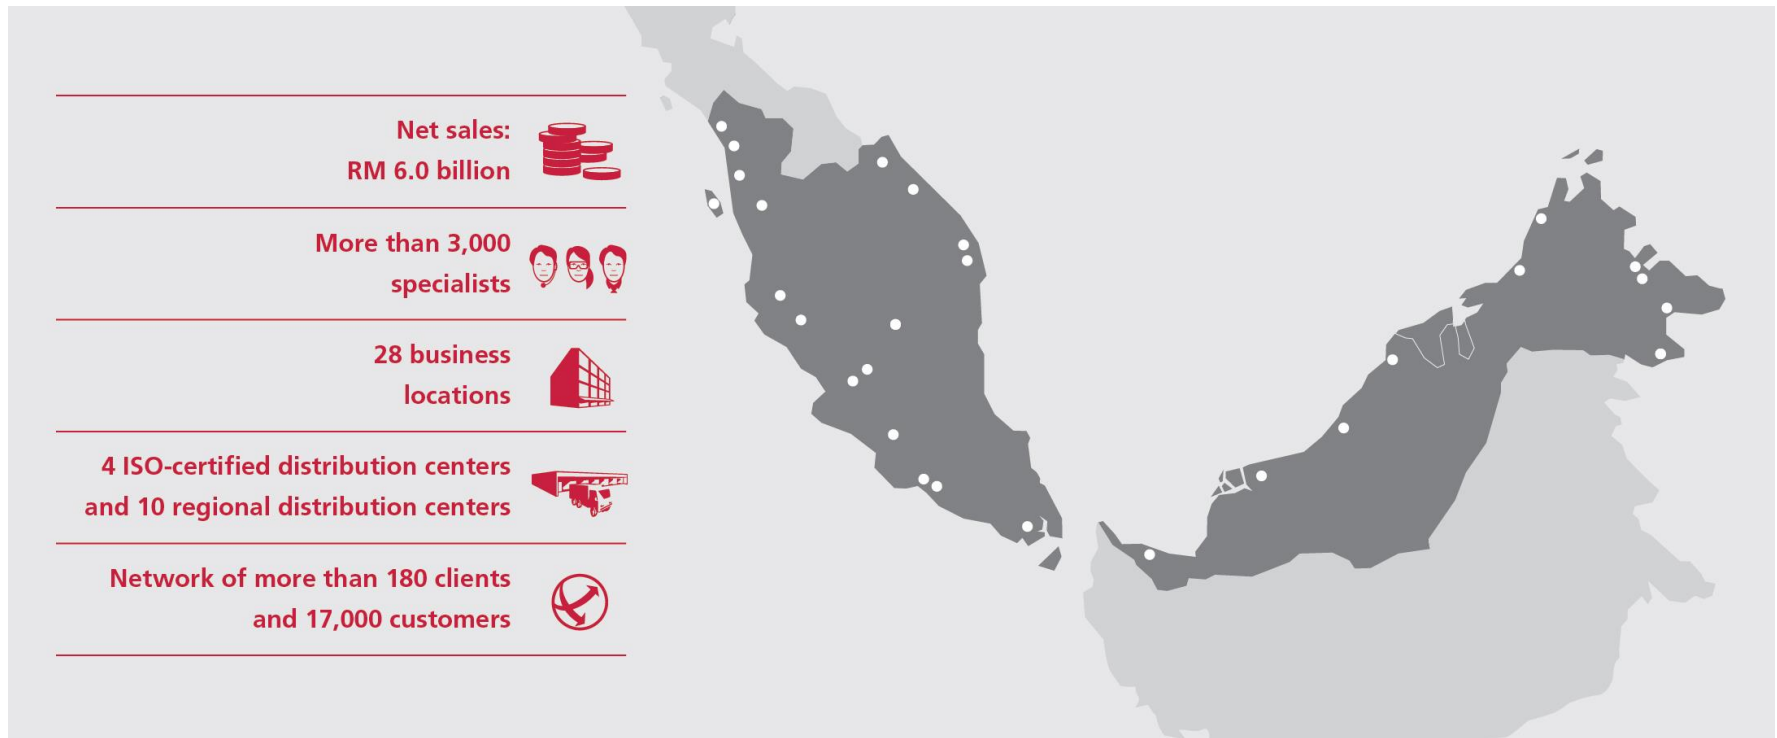 Net sales:
RM 6.0 billion
More than 3,000
specialists
28 business
locations
4 ISO-certified distribution centers
and 10 regional distribution centers
Network of more than 180 clients
and 17,000 customers